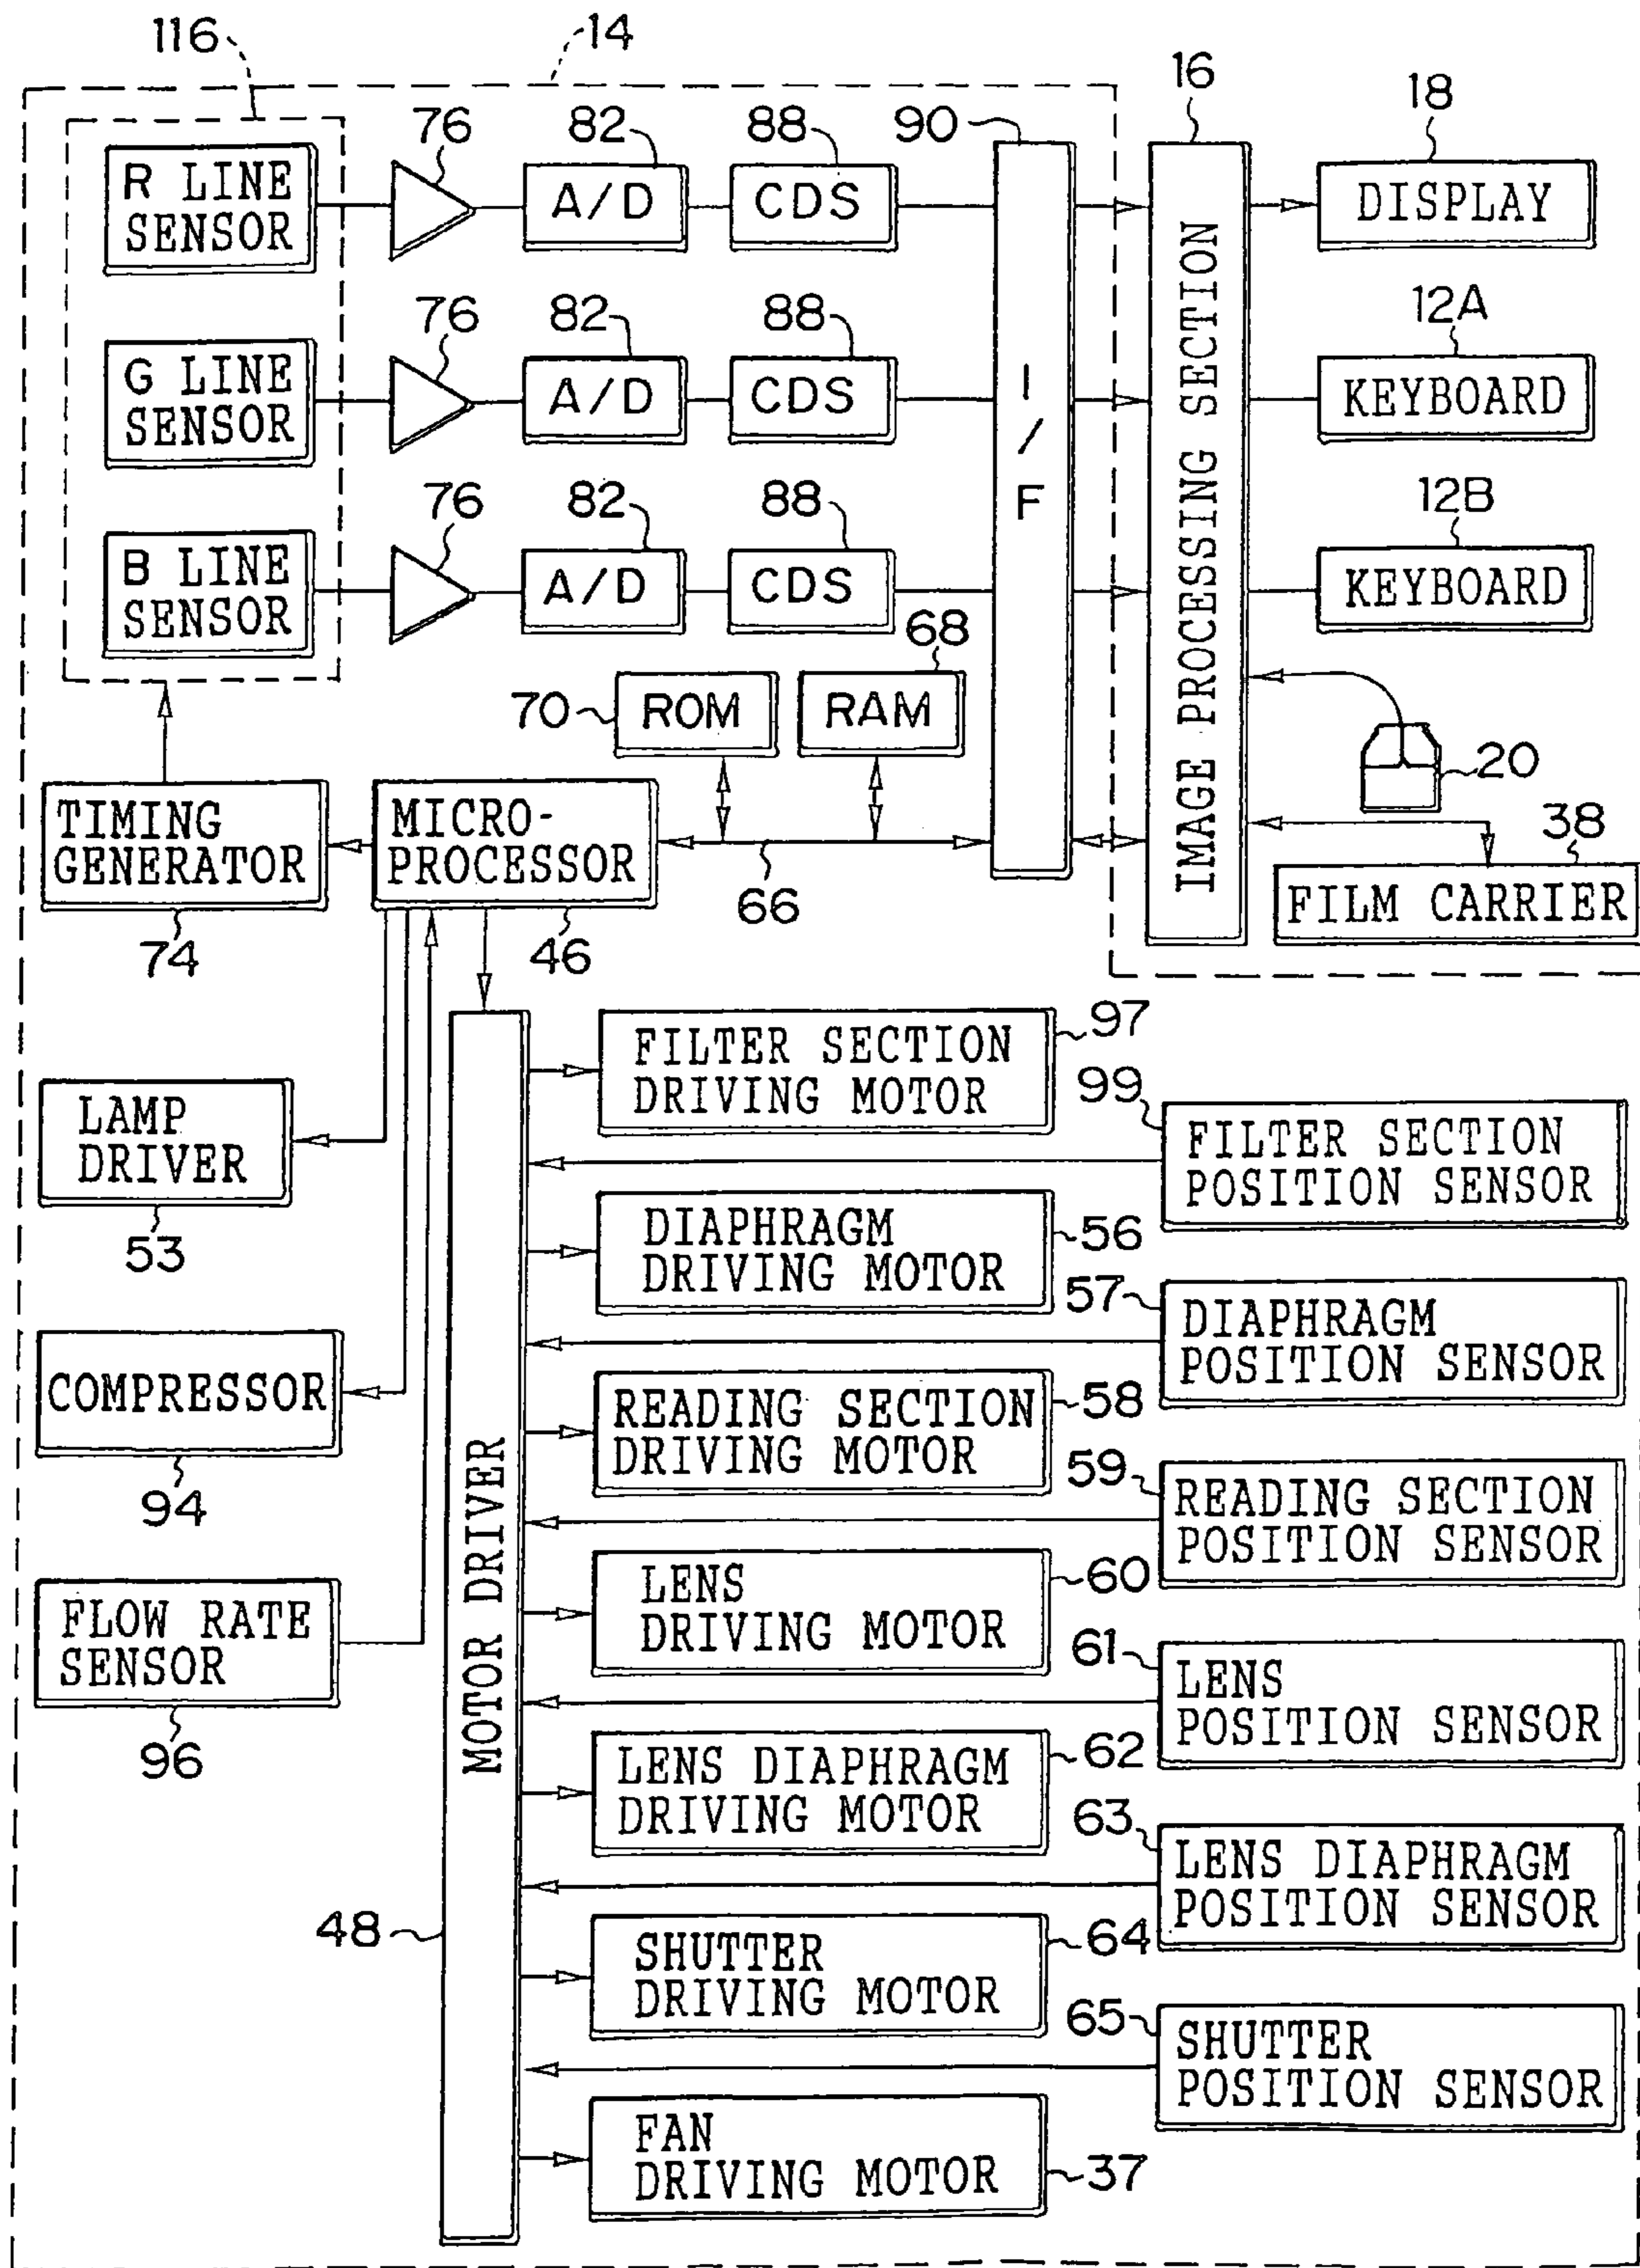 116
14
16
18
76
82
88
90
R LINE
SENSOR
A/D
CDS
DISPLAY
76
82
88
12A
G LINE
SENSOR
A/D
CDS
I/F
IMAGE PROCESSING SECTION
KEYBOARD
76
82
88
12B
B LINE
SENSOR
A/D
CDS
KEYBOARD
68
70
ROM
RAM
20
TIMING
GENERATOR
MICRO-
PROCESSOR
38
66
FILM CARRIER
74
46
97
FILTER SECTION
DRIVING MOTOR
99
LAMP
DRIVER
FILTER SECTION
POSITION SENSOR
53
DIAPHRAGM
DRIVING MOTOR
56
57
DIAPHRAGM
POSITION SENSOR
COMPRESSOR
94
READING SECTION
DRIVING MOTOR
58
59
READING SECTION
POSITION SENSOR
MOTOR DRIVER
LENS
DRIVING MOTOR
60
FLOW RATE
SENSOR
96
61
LENS
POSITION SENSOR
LENS DIAPHRAGM
DRIVING MOTOR
62
63
LENS DIAPHRAGM
POSITION SENSOR
48
SHUTTER
DRIVING MOTOR
64
65
SHUTTER
POSITION SENSOR
FAN
DRIVING MOTOR
37